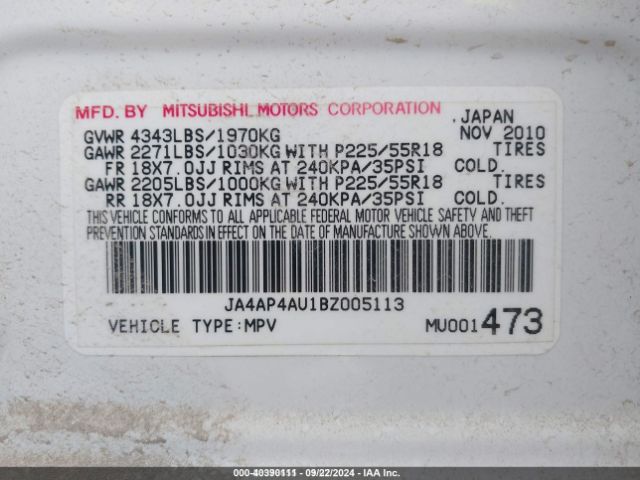 MFD. BY MITSUBISHI MOTORS CORPORATION . JAPAN
GVWR 4343LBS/1970KG NOV 2010
GAWR 2271LBS/1030KG WITH P225/55R18 TIRES
FR 18X7.0JJ RIMS AT 240KPA/35PSI COLD.
GAWR 2205LBS/1000KG WITH P225/55R18 TIRES
RR 18X7.0JJ RIMS AT 240KPA/35PSI COLD.
THIS VEHICLE CONFORMS TO ALL APPLICABLE FEDERAL MOTOR VEHICLE SAFETY AND THEFT
PREVENTION STANDARDS IN EFFECT ON THE DATE OF MANUFACTURE SHOWN ABOVE.
JA4AP4AU1BZ005113
VEHICLE TYPE:MPV MU001473
000-40390111 - 09/22/2024 - IAA Inc.